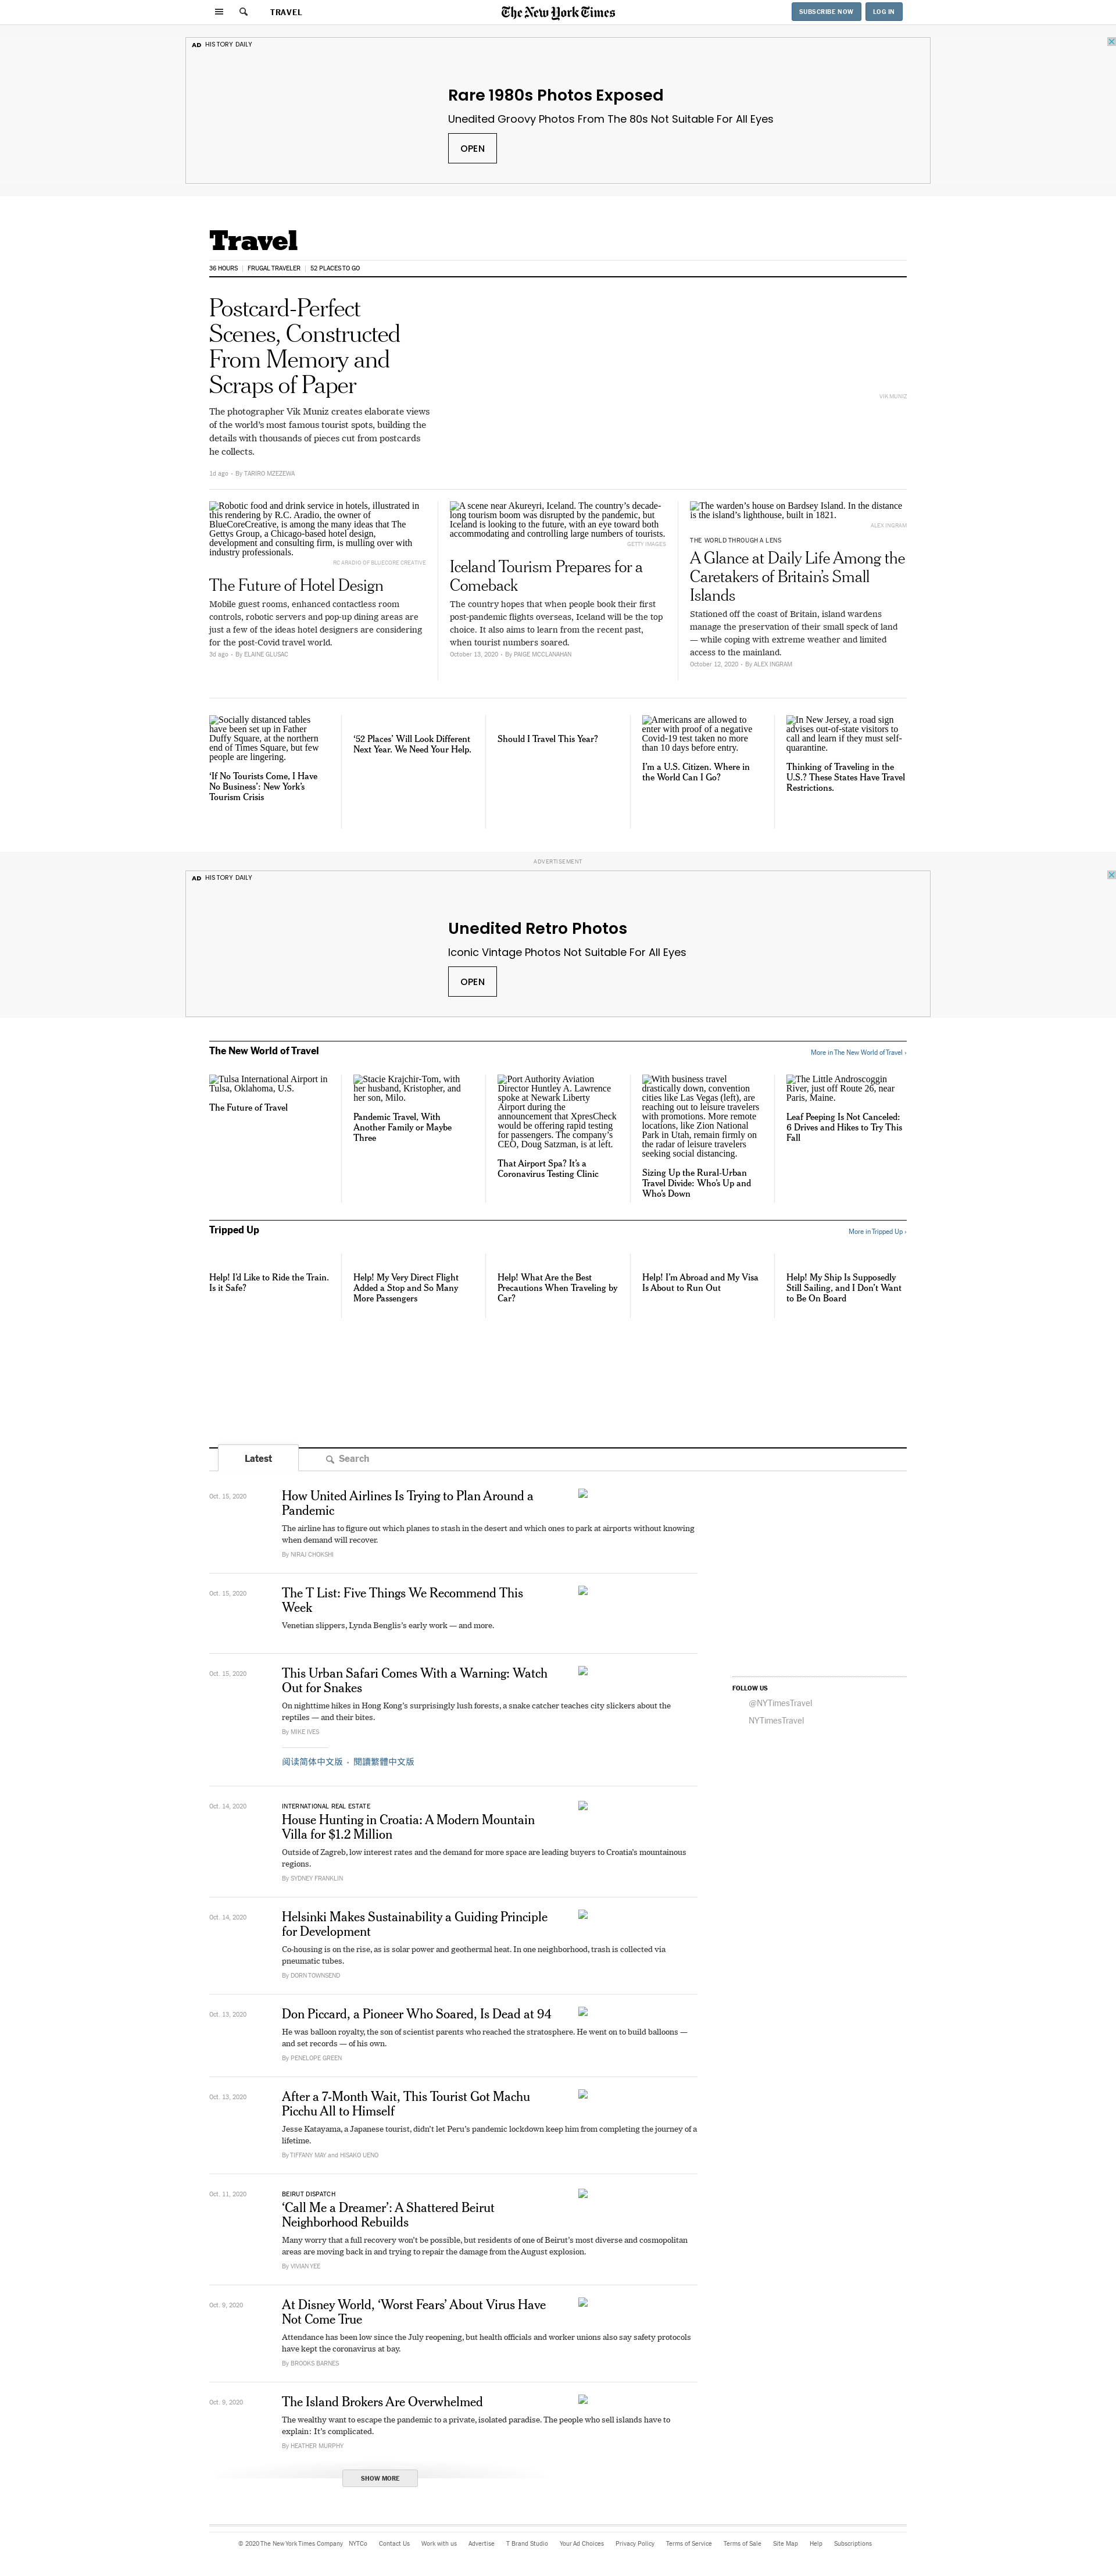 TRAVEL
The New York Times
SUBSCRIBE NOW
LOG IN
AD HISTORY DAILY
Rare 1980s Photos Exposed
Unedited Groovy Photos From The 80s Not Suitable For All Eyes
OPEN
Travel
36 HOURS | FRUGAL TRAVELER | 52 PLACES TO GO
Postcard-Perfect
Scenes, Constructed
From Memory and
Scraps of Paper
The photographer Vik Muniz creates elaborate views
of the world's most famous tourist spots, building the
details with thousands of pieces cut from postcards
he collects.
VIK MUNIZ
1d ago · By TARIRO MZEZEWA
Robotic food and drink service in hotels, illustrated in
this rendering by R.C. Aradio, the owner of
BlueCoreCreative, is among the many ideas that The
Gettys Group, a Chicago-based hotel design,
development and consulting firm, is mulling over with
industry professionals.
RC ARADIO OF BLUECORE CREATIVE
The Future of Hotel Design
Mobile guest rooms, enhanced contactless room
controls, robotic servers and pop-up dining areas are
just a few of the ideas hotel designers are considering
for the post-Covid travel world.
3d ago · By ELAINE GLUSAC
A scene near Akureyri, Iceland. The country's decade-
long tourism boom was disrupted by the pandemic, but
Iceland is looking to the future, with an eye toward both
accommodating and controlling large numbers of tourists.
GETTY IMAGES
Iceland Tourism Prepares for a
Comeback
The country hopes that when people book their first
post-pandemic flights overseas, Iceland will be the top
choice. It also aims to learn from the recent past,
when tourist numbers soared.
October 13, 2020 · By PAIGE MCCLANAHAN
The warden's house on Bardsey Island. In the distance
is the island's lighthouse, built in 1821.
ALEX INGRAM
THE WORLD THROUGH A LENS
A Glance at Daily Life Among the
Caretakers of Britain's Small
Islands
Stationed off the coast of Britain, island wardens
manage the preservation of their small speck of land
— while coping with extreme weather and limited
access to the mainland.
October 12, 2020 · By ALEX INGRAM
Socially distanced tables
have been set up in Father
Duffy Square, at the northern
end of Times Square, but few
people are lingering.
'If No Tourists Come, I Have
No Business': New York's
Tourism Crisis
'52 Places' Will Look Different
Next Year. We Need Your Help.
Should I Travel This Year?
Americans are allowed to
enter with proof of a negative
Covid-19 test taken no more
than 10 days before entry.
I'm a U.S. Citizen. Where in
the World Can I Go?
In New Jersey, a road sign
advises out-of-state visitors to
call and learn if they must self-
quarantine.
Thinking of Traveling in the
U.S.? These States Have Travel
Restrictions.
ADVERTISEMENT
AD HISTORY DAILY
Unedited Retro Photos
Iconic Vintage Photos Not Suitable For All Eyes
OPEN
The New World of Travel
More in The New World of Travel ›
Tulsa International Airport in
Tulsa, Oklahoma, U.S.
The Future of Travel
Stacie Krajchir-Tom, with
her husband, Kristopher, and
her son, Milo.
Pandemic Travel, With
Another Family or Maybe
Three
Port Authority Aviation
Director Huntley A. Lawrence
spoke at Newark Liberty
Airport during the
announcement that XpresCheck
would be offering rapid testing
for passengers. The company's
CEO, Doug Satzman, is at left.
That Airport Spa? It's a
Coronavirus Testing Clinic
With business travel
drastically down, convention
cities like Las Vegas (left), are
reaching out to leisure travelers
with promotions. More remote
locations, like Zion National
Park in Utah, remain firmly on
the radar of leisure travelers
seeking social distancing.
Sizing Up the Rural-Urban
Travel Divide: Who's Up and
Who's Down
The Little Androscoggin
River, just off Route 26, near
Paris, Maine.
Leaf Peeping Is Not Canceled:
6 Drives and Hikes to Try This
Fall
Tripped Up
More in Tripped Up ›
Help! I'd Like to Ride the Train.
Is it Safe?
Help! My Very Direct Flight
Added a Stop and So Many
More Passengers
Help! What Are the Best
Precautions When Traveling by
Car?
Help! I'm Abroad and My Visa
Is About to Run Out
Help! My Ship Is Supposedly
Still Sailing, and I Don't Want
to Be On Board
Latest
Search
Oct. 15, 2020
How United Airlines Is Trying to Plan Around a
Pandemic
The airline has to figure out which planes to stash in the desert and which ones to park at airports without knowing
when demand will recover.
By NIRAJ CHOKSHI
Oct. 15, 2020
The T List: Five Things We Recommend This
Week
Venetian slippers, Lynda Benglis's early work — and more.
Oct. 15, 2020
This Urban Safari Comes With a Warning: Watch
Out for Snakes
On nighttime hikes in Hong Kong's surprisingly lush forests, a snake catcher teaches city slickers about the
reptiles — and their bites.
By MIKE IVES
阅读简体中文版 · 閱讀繁體中文版
FOLLOW US
@NYTimesTravel
NYTimesTravel
Oct. 14, 2020
INTERNATIONAL REAL ESTATE
House Hunting in Croatia: A Modern Mountain
Villa for $1.2 Million
Outside of Zagreb, low interest rates and the demand for more space are leading buyers to Croatia's mountainous
regions.
By SYDNEY FRANKLIN
Oct. 14, 2020
Helsinki Makes Sustainability a Guiding Principle
for Development
Co-housing is on the rise, as is solar power and geothermal heat. In one neighborhood, trash is collected via
pneumatic tubes.
By DORN TOWNSEND
Oct. 13, 2020
Don Piccard, a Pioneer Who Soared, Is Dead at 94
He was balloon royalty, the son of scientist parents who reached the stratosphere. He went on to build balloons —
and set records — of his own.
By PENELOPE GREEN
Oct. 13, 2020
After a 7-Month Wait, This Tourist Got Machu
Picchu All to Himself
Jesse Katayama, a Japanese tourist, didn't let Peru's pandemic lockdown keep him from completing the journey of a
lifetime.
By TIFFANY MAY and HISAKO UENO
Oct. 11, 2020
BEIRUT DISPATCH
'Call Me a Dreamer': A Shattered Beirut
Neighborhood Rebuilds
Many worry that a full recovery won't be possible, but residents of one of Beirut's most diverse and cosmopolitan
areas are moving back in and trying to repair the damage from the August explosion.
By VIVIAN YEE
Oct. 9, 2020
At Disney World, 'Worst Fears' About Virus Have
Not Come True
Attendance has been low since the July reopening, but health officials and worker unions also say safety protocols
have kept the coronavirus at bay.
By BROOKS BARNES
Oct. 9, 2020
The Island Brokers Are Overwhelmed
The wealthy want to escape the pandemic to a private, isolated paradise. The people who sell islands have to
explain: It's complicated.
By HEATHER MURPHY
SHOW MORE
© 2020 The New York Times Company NYTCo Contact Us Work with us Advertise T Brand Studio Your Ad Choices Privacy Policy Terms of Service Terms of Sale Site Map Help Subscriptions